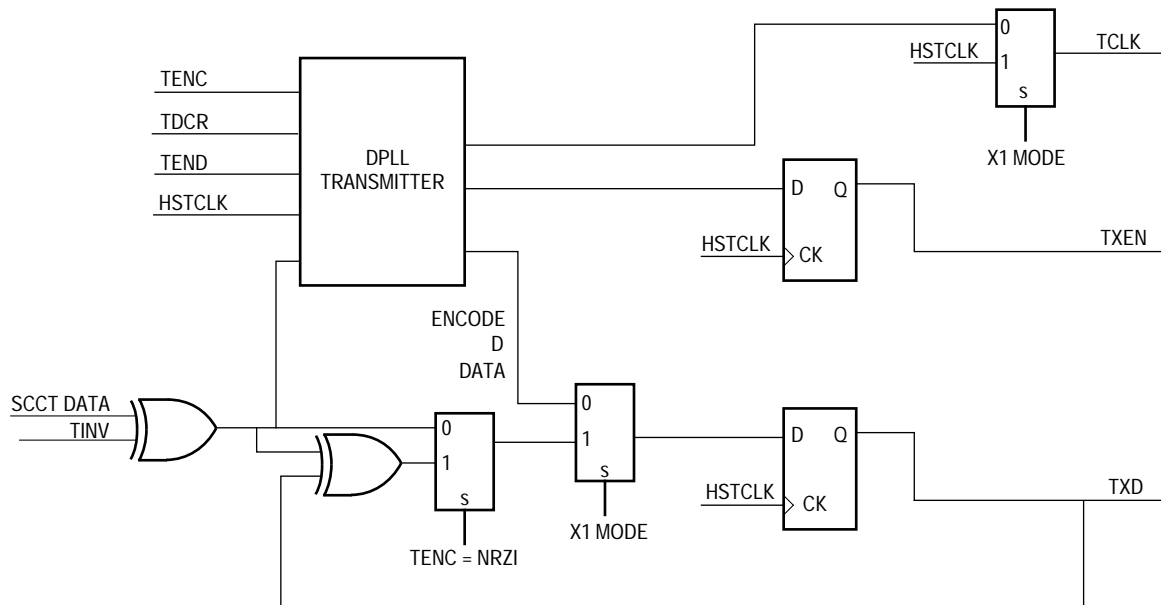 0
HSTCLK
1
TCLK
s
X1 MODE
TENC
TDCR
TEND
HSTCLK
DPLL
TRANSMITTER
D Q
HSTCLK
CK
TXEN
ENCODE
D
DATA
SCCT DATA
TINV
0
1
s
TENC = NRZI
0
1
s
X1 MODE
D Q
HSTCLK
CK
TXD